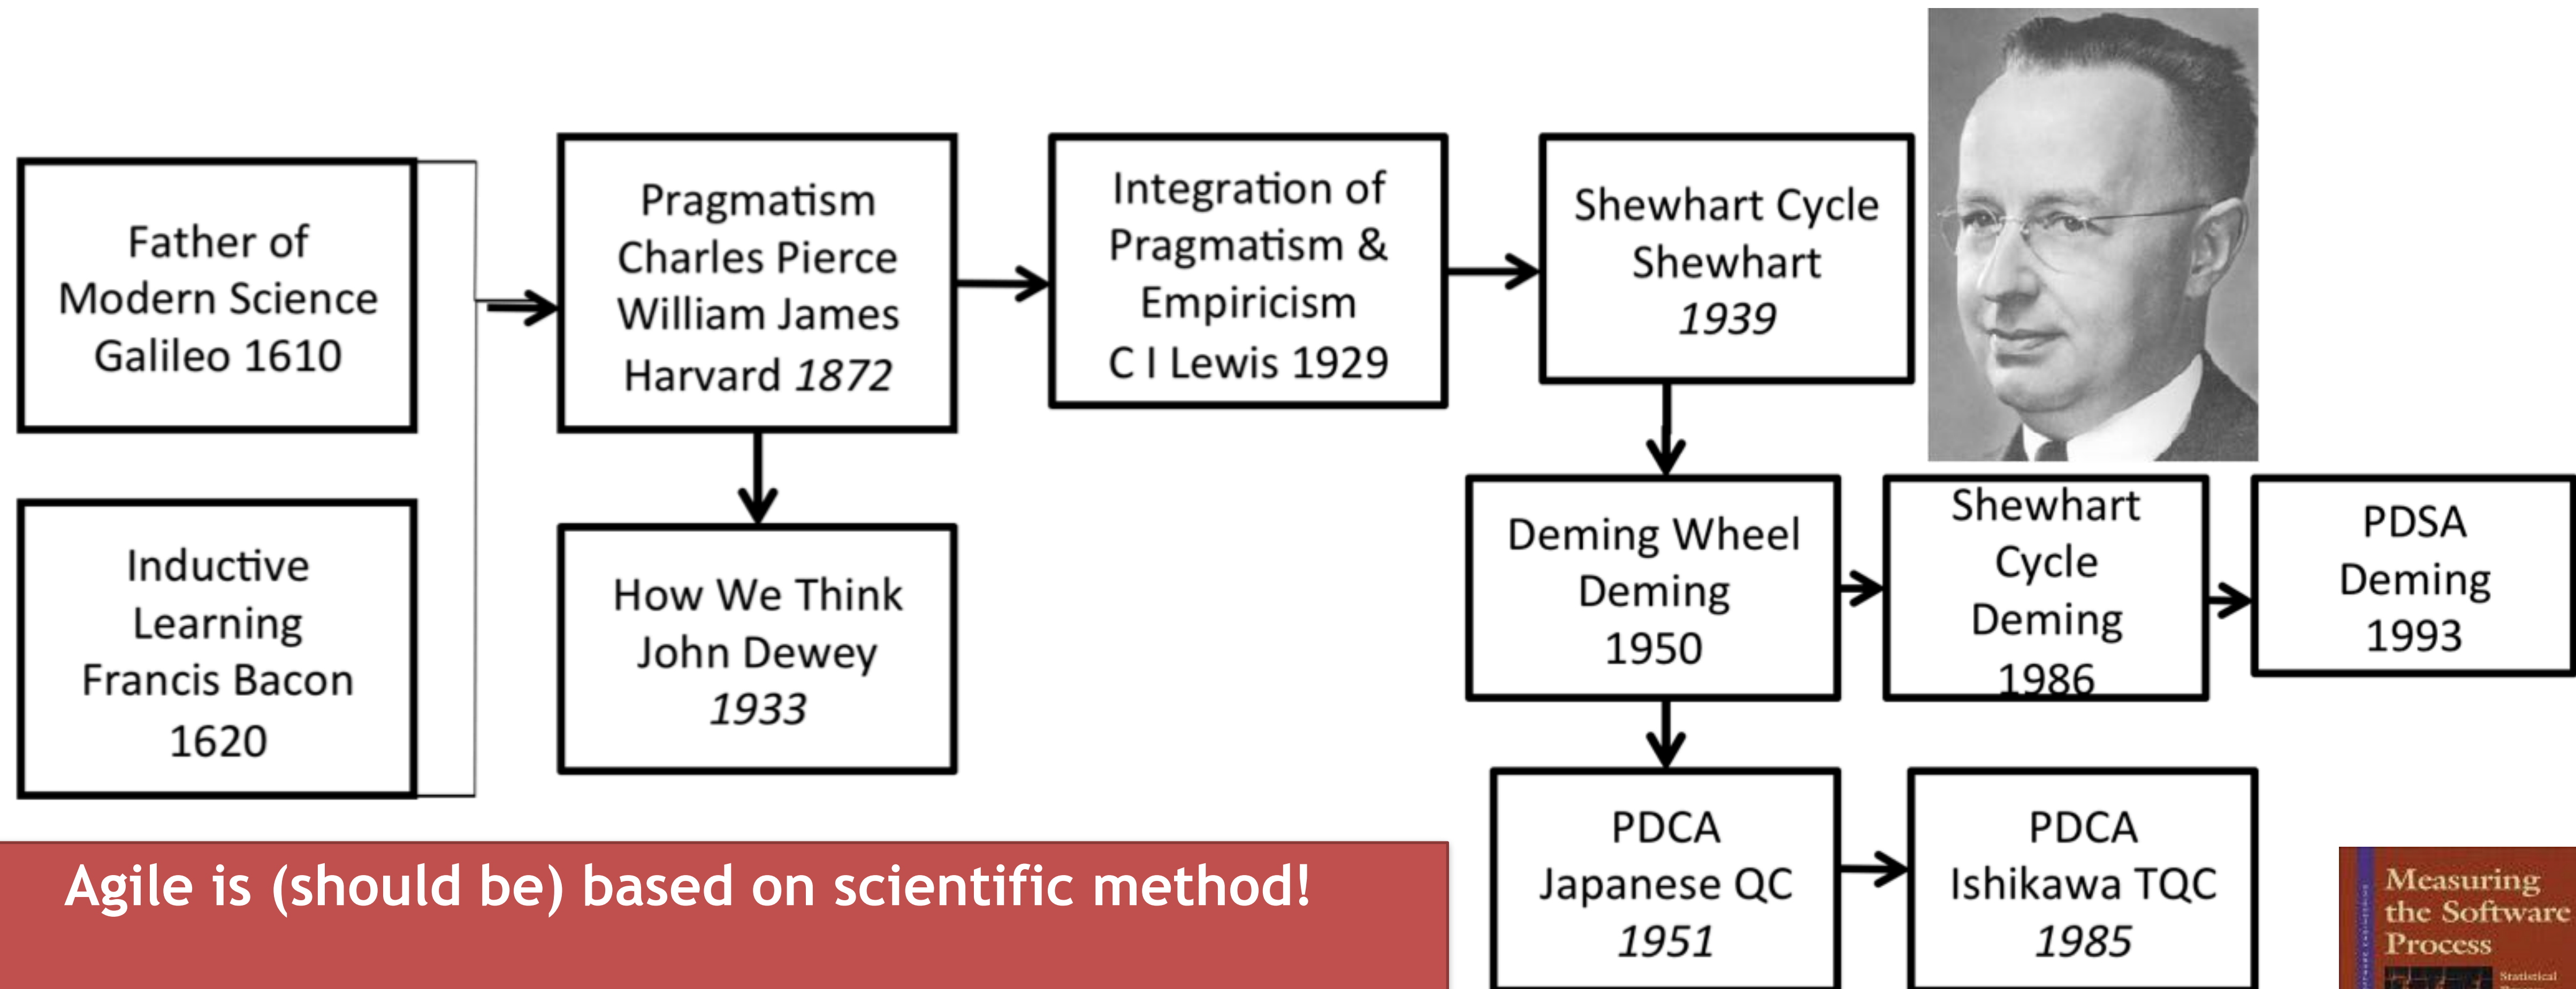 Father of
Modern Science
Galileo 1610
Inductive
Learning
Francis Bacon
1620
Pragmatism
Charles Pierce
William James
Harvard 1872
How We Think
John Dewey
1933
Integration of
Pragmatism &
Empiricism
C I Lewis 1929
Shewhart Cycle
Shewhart
1939
Deming Wheel
Deming
1950
Shewhart
Cycle
Deming
1986
PDSA
Deming
1993
PDCA
Japanese QC
1951
PDCA
Ishikawa TQC
1985
Agile is (should be) based on scientific method!
Measuring
the Software
Process
Statistical